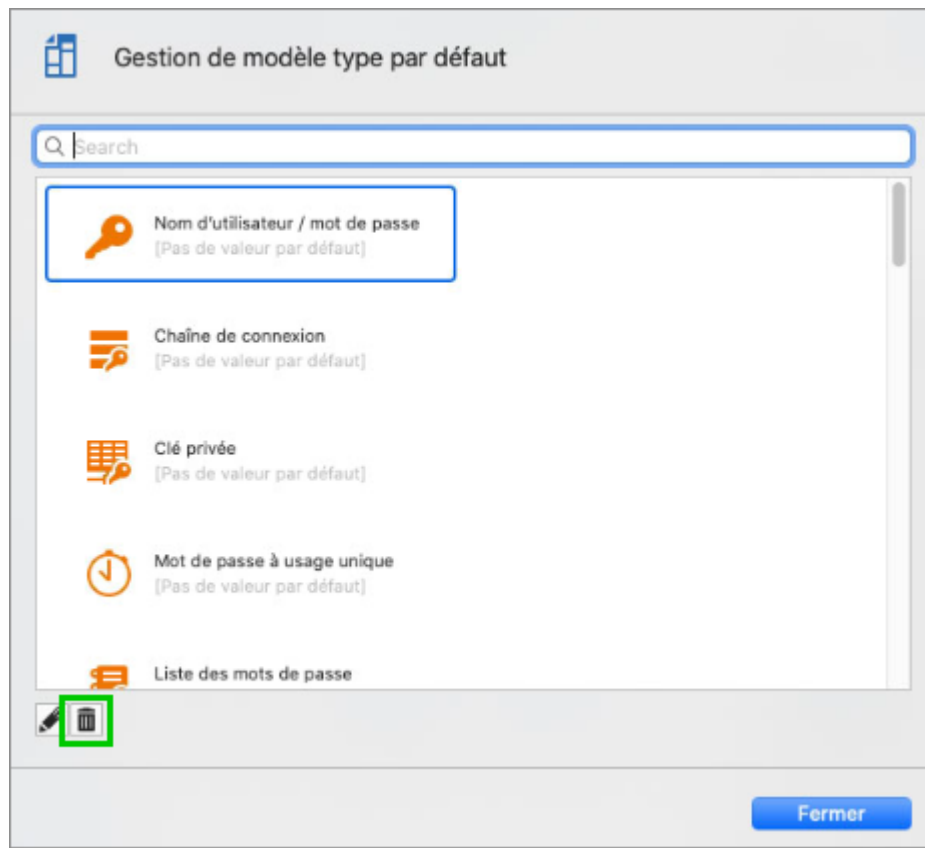 Gestion de modèle type par défaut
Search
Nom d'utilisateur / mot de passe
[Pas de valeur par défaut]
Chaîne de connexion
[Pas de valeur par défaut]
Clé privée
[Pas de valeur par défaut]
Mot de passe à usage unique
[Pas de valeur par défaut]
Liste des mots de passe
Fermer